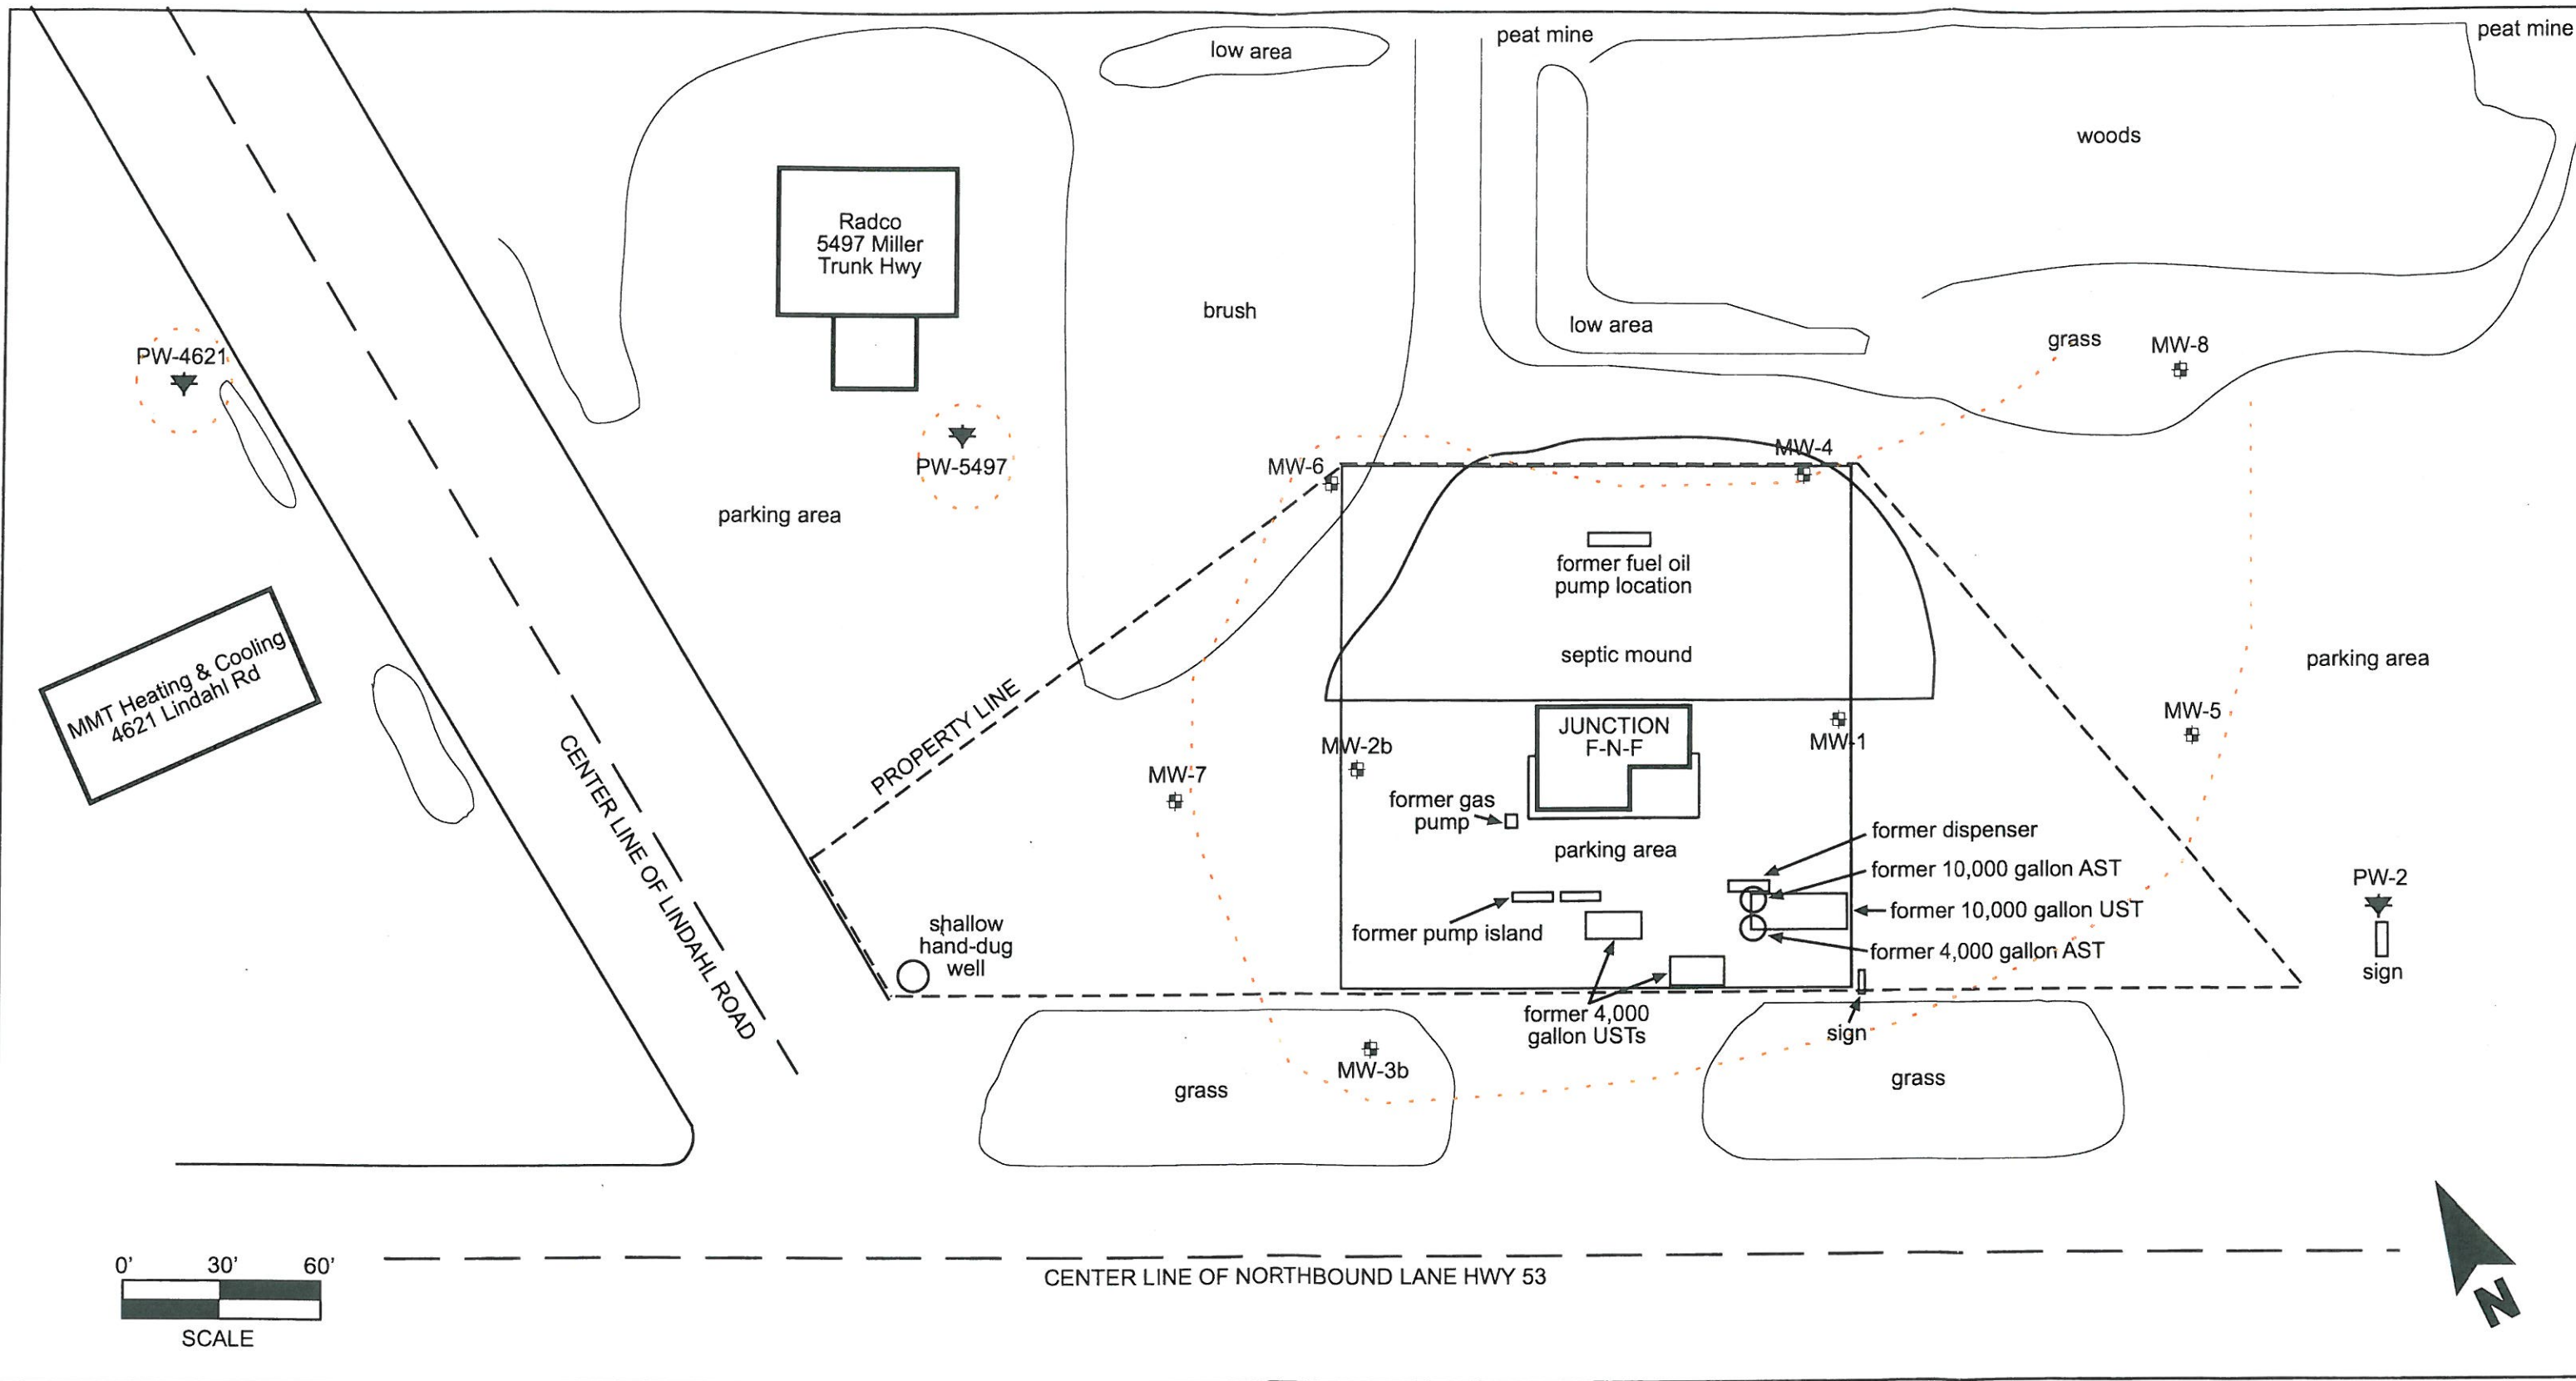 peat mine
peat mine
low area
woods
Radco
5497 Miller
Trunk Hwy
brush
low area
grass
MW-8
PW-4621
PW-5497
MW-6
MW-4
parking area
former fuel oil
pump location
septic mound
parking area
MMT Heating & Cooling
4621 Lindahl Rd
PROPERTY LINE
JUNCTION
F-N-F
MW-5
MW-1
MW-2b
MW-7
former gas
pump
parking area
former dispenser
former 10,000 gallon AST
former 10,000 gallon UST
former 4,000 gallon AST
PW-2
sign
CENTER LINE OF LINDAHL ROAD
shallow
hand-dug
well
former pump island
former 4,000
gallon USTs
sign
MW-3b
grass
grass
0' 30' 60'
SCALE
CENTER LINE OF NORTHBOUND LANE HWY 53
N